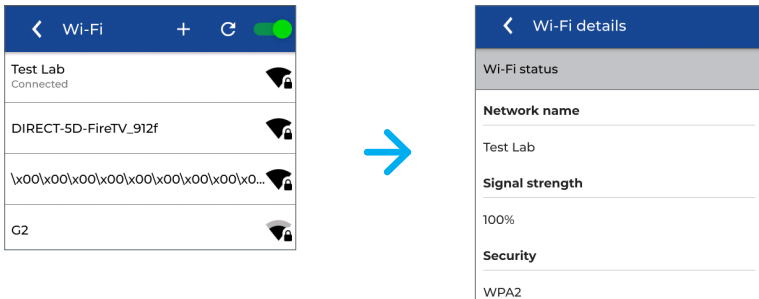 Wi-Fi
Test Lab
Connected
DIRECT-5D-FireTV_912f
\x00\x00\x00\x00\x00\x00\x00\x00\x0...
G2
Wi-Fi details
Wi-Fi status
Network name
Test Lab
Signal strength
100%
Security
WPA2